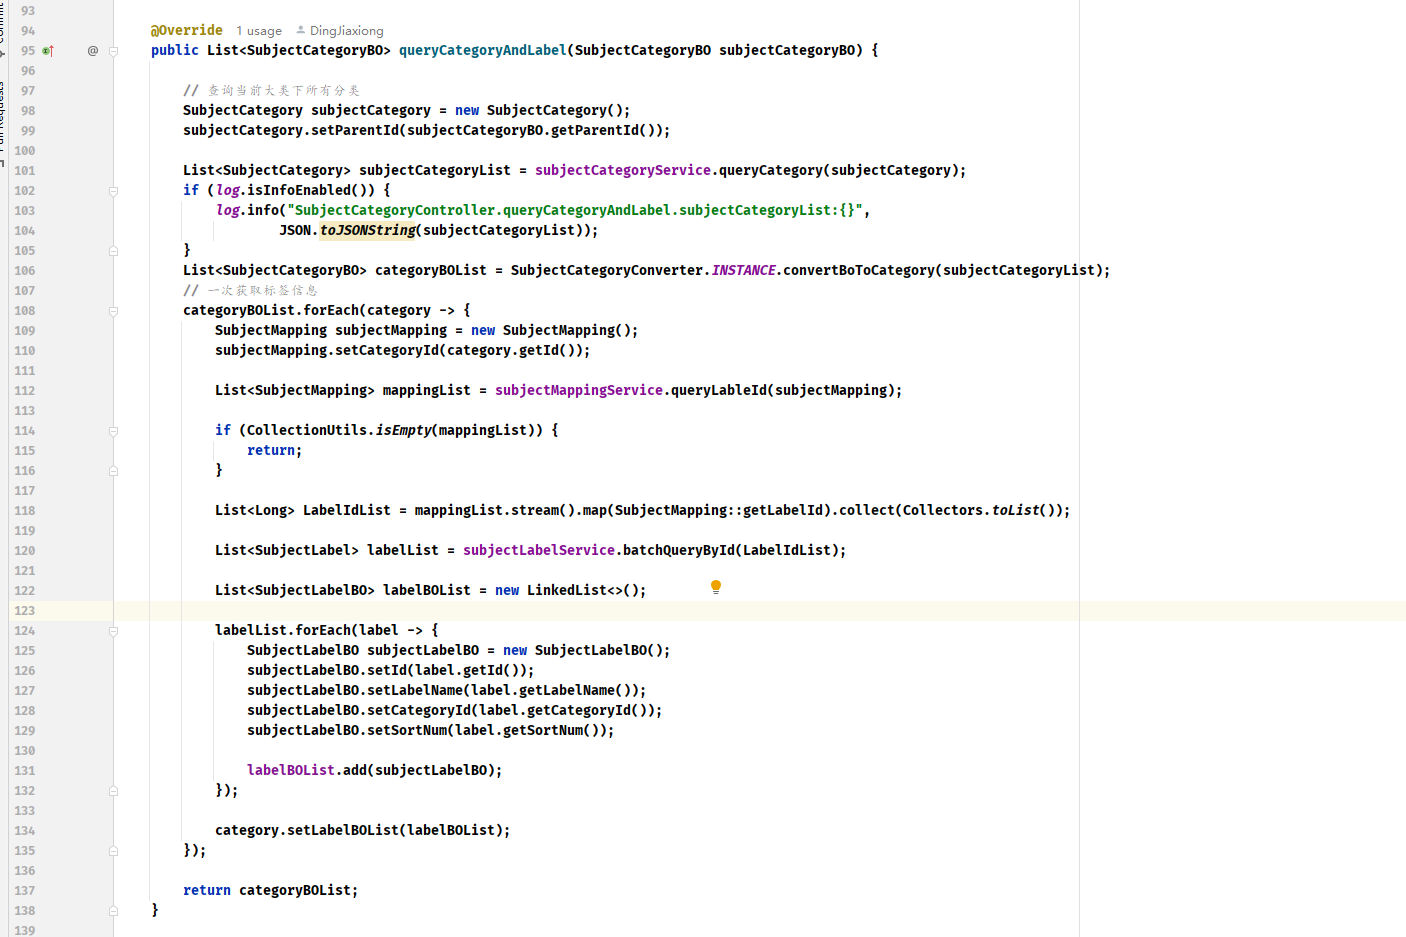 93
94 @Override 1 usage DingJiaxiong
95 @ public List<SubjectCategoryBO> queryCategoryAndLabel(SubjectCategoryBO subjectCategoryBO) {
96
97 // 查询当前大类下所有分类
98 SubjectCategory subjectCategory = new SubjectCategory();
99 subjectCategory.setParentId(subjectCategoryBO.getParentId());
100
101 List<SubjectCategory> subjectCategoryList = subjectCategoryService.queryCategory(subjectCategory);
102 if (log.isInfoEnabled()) {
103 log.info("SubjectCategoryController.queryCategoryAndLabel.subjectCategoryList:{}",
104 JSON.toJSONString(subjectCategoryList));
105 }
106 List<SubjectCategoryBO> categoryBOList = SubjectCategoryConverter.INSTANCE.convertBoToCategory(subjectCategoryList);
107 // 一次获取标签信息
108 categoryBOList.forEach(category -> {
109 SubjectMapping subjectMapping = new SubjectMapping();
110 subjectMapping.setCategoryId(category.getId());
111
112 List<SubjectMapping> mappingList = subjectMappingService.queryLableId(subjectMapping);
113
114 if (CollectionUtils.isEmpty(mappingList)) {
115 return;
116 }
117
118 List<Long> LabelIdList = mappingList.stream().map(SubjectMapping::getLabelId).collect(Collectors.toList());
119
120 List<SubjectLabel> labelList = subjectLabelService.batchQueryById(LabelIdList);
121
122 List<SubjectLabelBO> labelBOList = new LinkedList<>();
123
124 labelList.forEach(label -> {
125 SubjectLabelBO subjectLabelBO = new SubjectLabelBO();
126 subjectLabelBO.setId(label.getId());
127 subjectLabelBO.setLabelName(label.getLabelName());
128 subjectLabelBO.setCategoryId(label.getCategoryId());
129 subjectLabelBO.setSortNum(label.getSortNum());
130
131 labelBOList.add(subjectLabelBO);
132 });
133
134 category.setLabelBOList(labelBOList);
135 });
136
137 return categoryBOList;
138 }
139